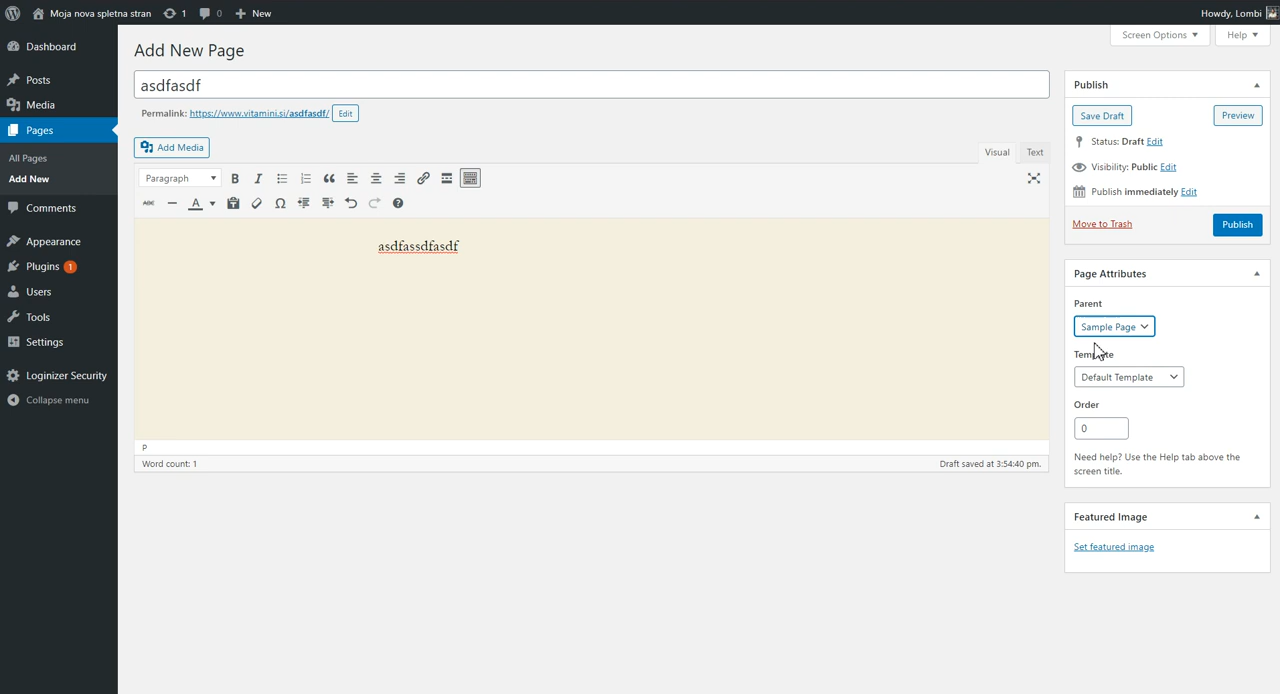 Moja nova spletna stran 1 0 New Howdy, Lombi
Screen Options Help
Dashboard
Posts
Media
Pages
All Pages
Add New
Comments
Appearance
Plugins 1
Users
Tools
Settings
Loginizer Security
Collapse menu
Add New Page
asdfasdf
Permalink: https://www.vitamini.si/asdfasdf/ Edit
Add Media
Visual Text
Paragraph B I
ABC A Ω
asdfassdfasdf
P
Word count: 1 Draft saved at 3:54:40 pm.
Publish
Save Draft Preview
Status: Draft Edit
Visibility: Public Edit
Publish immediately Edit
Move to Trash Publish
Page Attributes
Parent
Sample Page
Template
Default Template
Order
0
Need help? Use the Help tab above the
screen title.
Featured Image
Set featured image